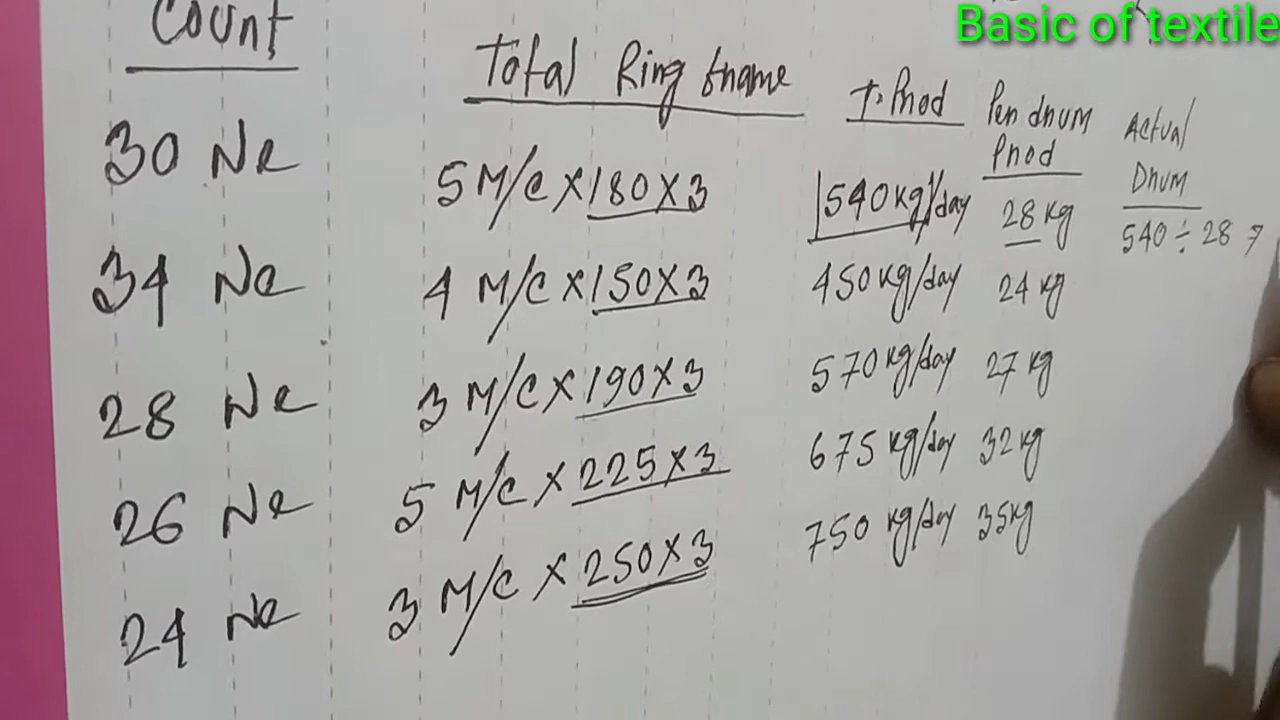 Basic of textile
Count
Total Ring frame
T. Prod
Per drum
Prod
Actual
Drum
30 Ne
5 M/C × 180 × 3
540 kg/day
28 kg
540 ÷ 28 =
34 Ne
4 M/C × 150 × 3
450 kg/day
24 kg
28 Ne
3 M/C × 190 × 3
570 kg/day
27 kg
26 Ne
5 M/C × 225 × 3
675 kg/day
32 kg
24 Ne
3 M/C × 250 × 3
750 kg/day
35 kg